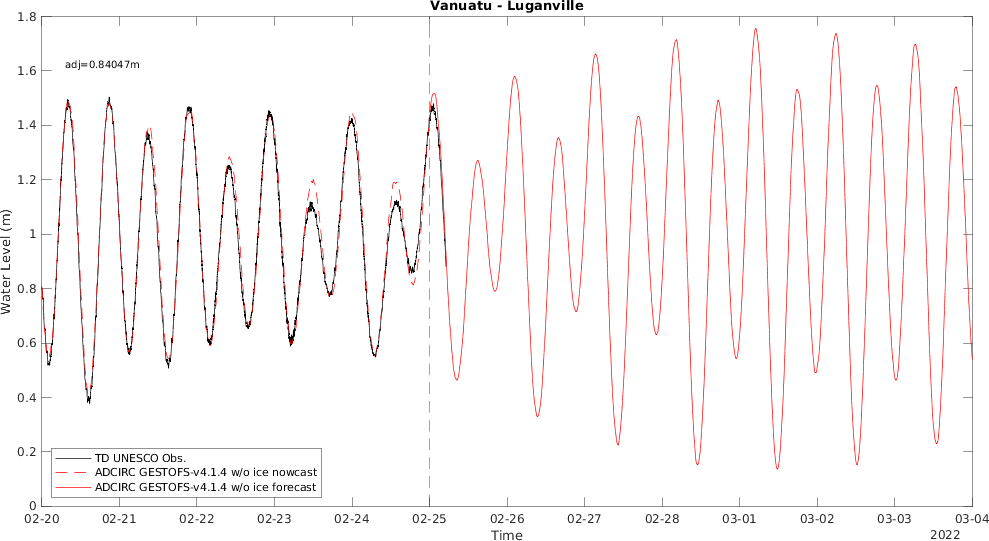 Vanuatu - Luganville
1.8
1.6
1.4
1.2
1
0.8
0.6
0.4
0.2
0
Water Level (m)
adj=0.84047m
TD UNESCO Obs.
ADCIRC GESTOFS-v4.1.4 w/o ice nowcast
ADCIRC GESTOFS-v4.1.4 w/o ice forecast
02-20 02-21 02-22 02-23 02-24 02-25 02-26 02-27 02-28 03-01 03-02 03-03 03-04
Time
2022